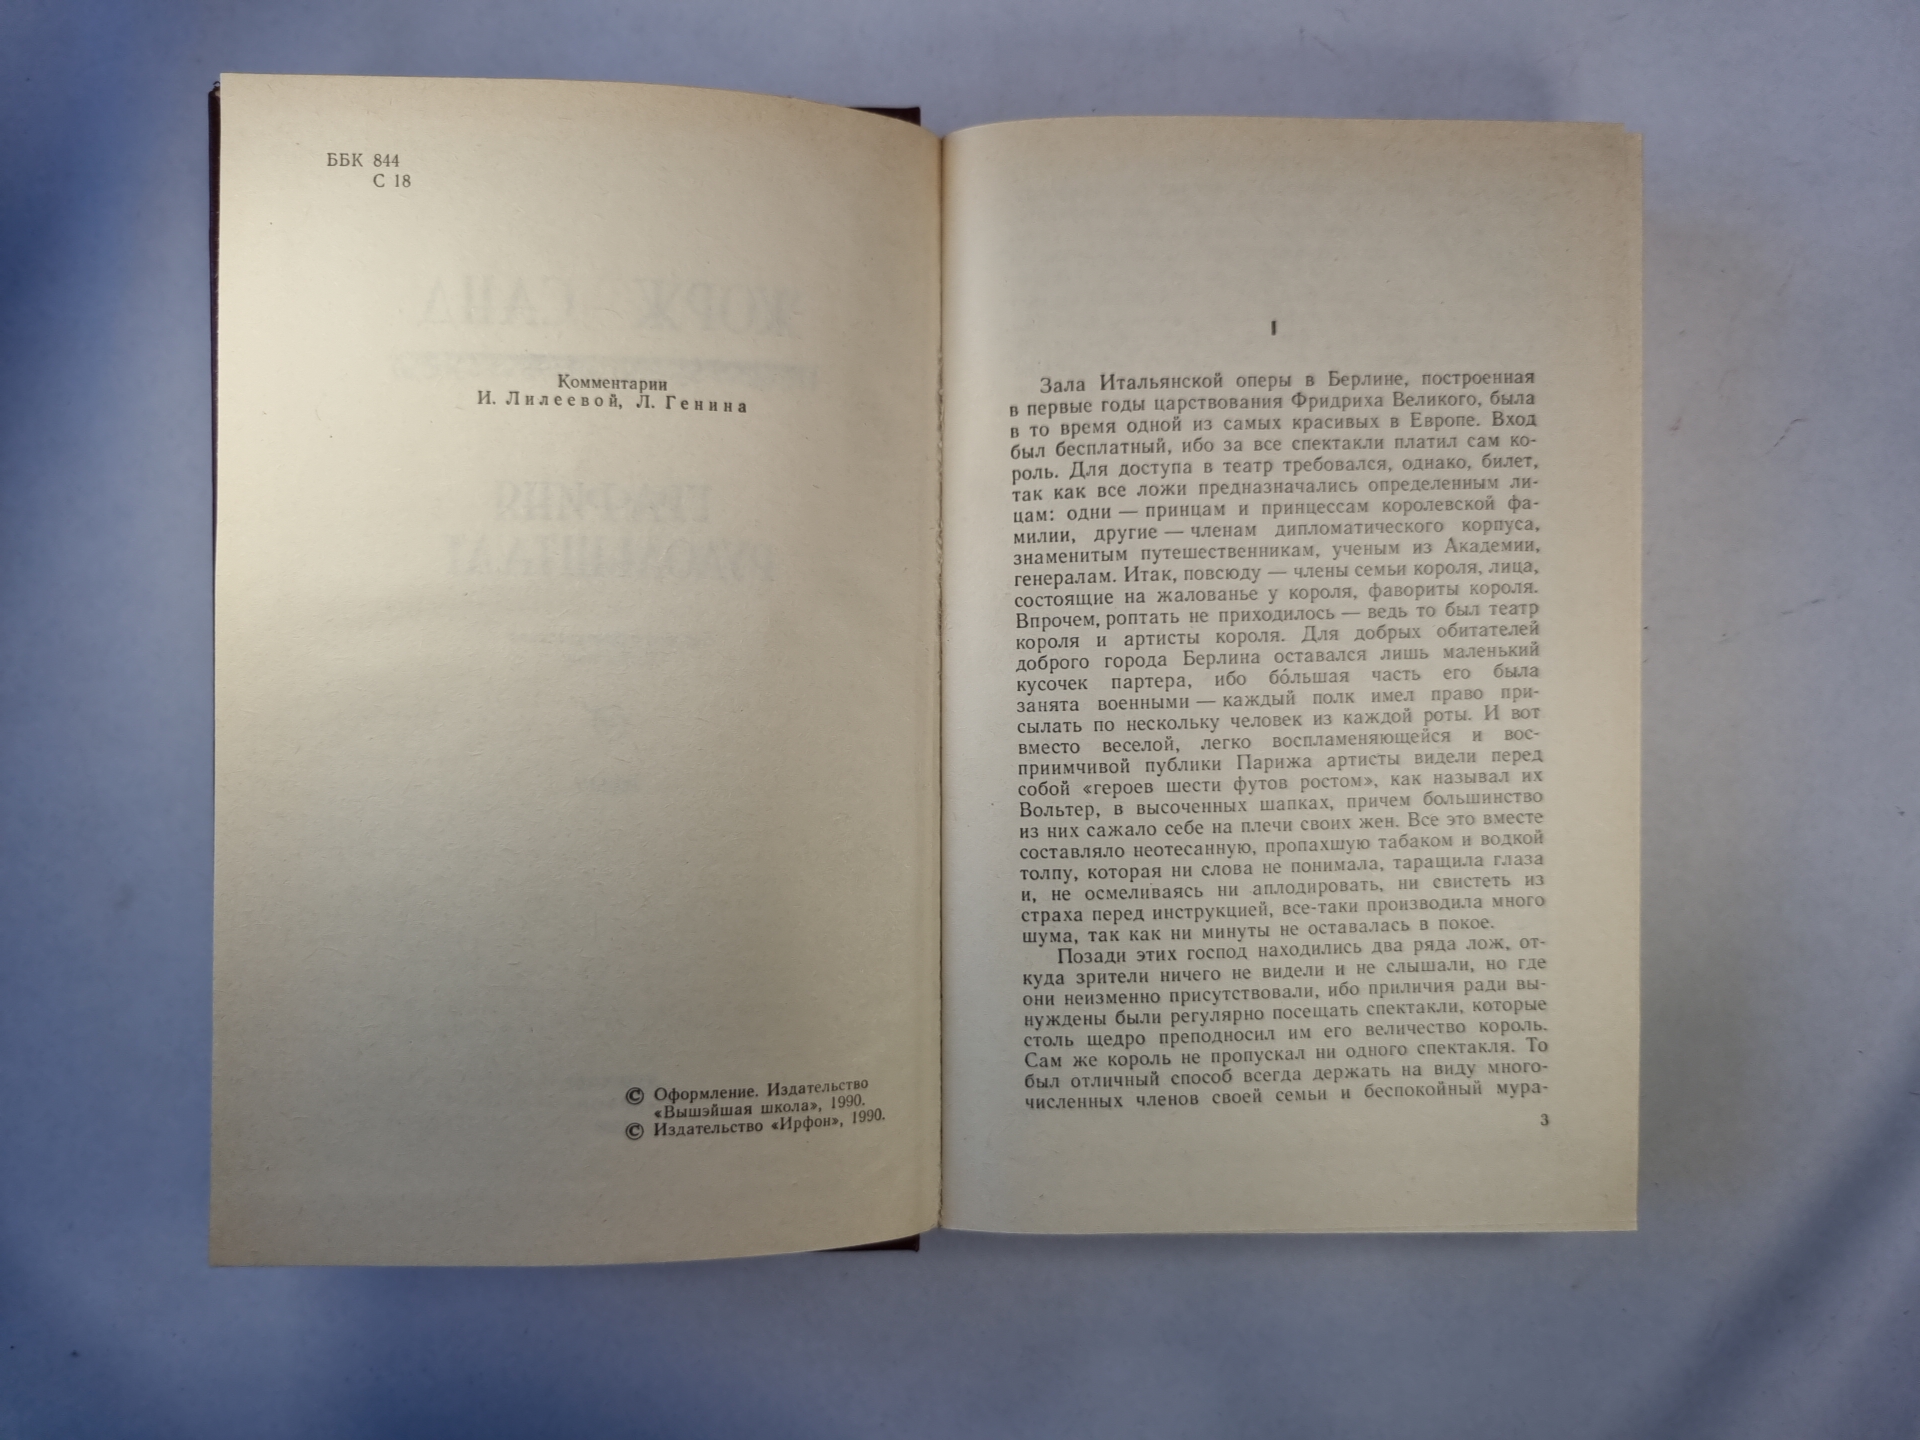 ББК 844
С 18
Комментарии
И. Лилеевой, Л. Генина
© Оформление. Издательство
«Вышэйшая школа», 1990.
© Издательство «Ирфон», 1990.
I
Зала Итальянской оперы в Берлине, построенная
в первые годы царствования Фридриха Великого, была
в то время одной из самых красивых в Европе. Вход
был бесплатный, ибо за все спектакли платил сам ко-
роль. Для доступа в театр требовался, однако, билет,
так как все ложи предназначались определенным ли-
цам: одни — принцам и принцессам королевской фа-
милии, другие — членам дипломатического корпуса,
знаменитым путешественникам, ученым из Академии,
генералам. Итак, повсюду — члены семьи короля, лица,
состоящие на жалованье у короля, фавориты короля.
Впрочем, роптать не приходилось — ведь то был театр
короля и артисты короля. Для добрых обитателей
доброго города Берлина оставался лишь маленький
кусочек партера, ибо бо́льшая часть его была
занята военными — каждый полк имел право при-
сылать по нескольку человек из каждой роты. И вот
вместо веселой, легко воспламеняющейся и вос-
приимчивой публики Парижа артисты видели перед
собой «героев шести футов ростом», как называл их
Вольтер, в высоченных шапках, причем большинство
из них сажало себе на плечи своих жен. Все это вместе
составляло неотесанную, пропахшую табаком и водкой
толпу, которая ни слова не понимала, таращила глаза
и, не осмеливаясь ни аплодировать, ни свистеть из
страха перед инструкцией, все-таки производила много
шума, так как ни минуты не оставалась в покое.
Позади этих господ находились два ряда лож, от-
куда зрители ничего не видели и не слышали, но где
они неизменно присутствовали, ибо приличия ради вы-
нуждены были регулярно посещать спектакли, которые
столь щедро преподносил им его величество король.
Сам же король не пропускал ни одного спектакля. То
был отличный способ всегда держать на виду много-
численных членов своей семьи и беспокойный мура-
3